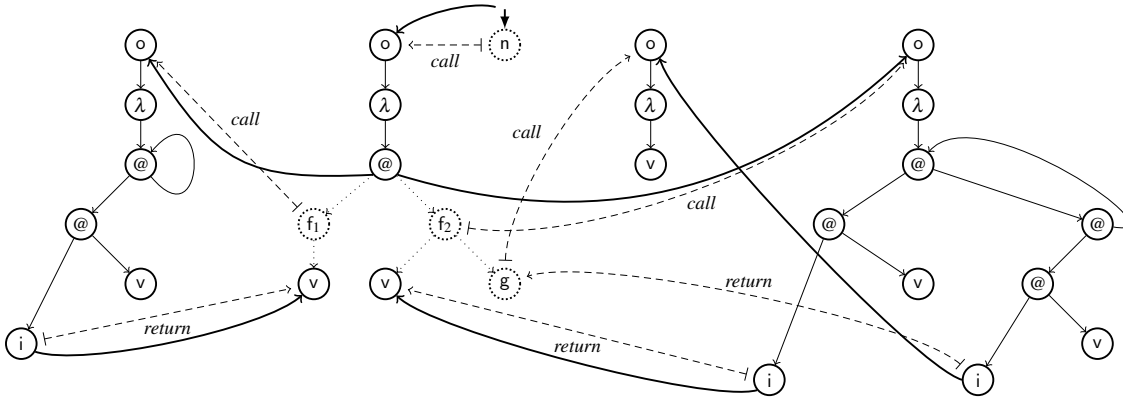 o o n o o
call
λ λ λ λ
call call
@ @ v @
@ f₁ f₂ call @ @
v v v g return v @
i return return v
i i